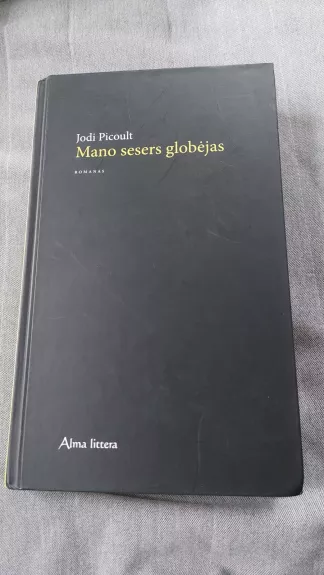 Jodi Picoult
Mano sesers globėjas
ROMANAS
Alma littera